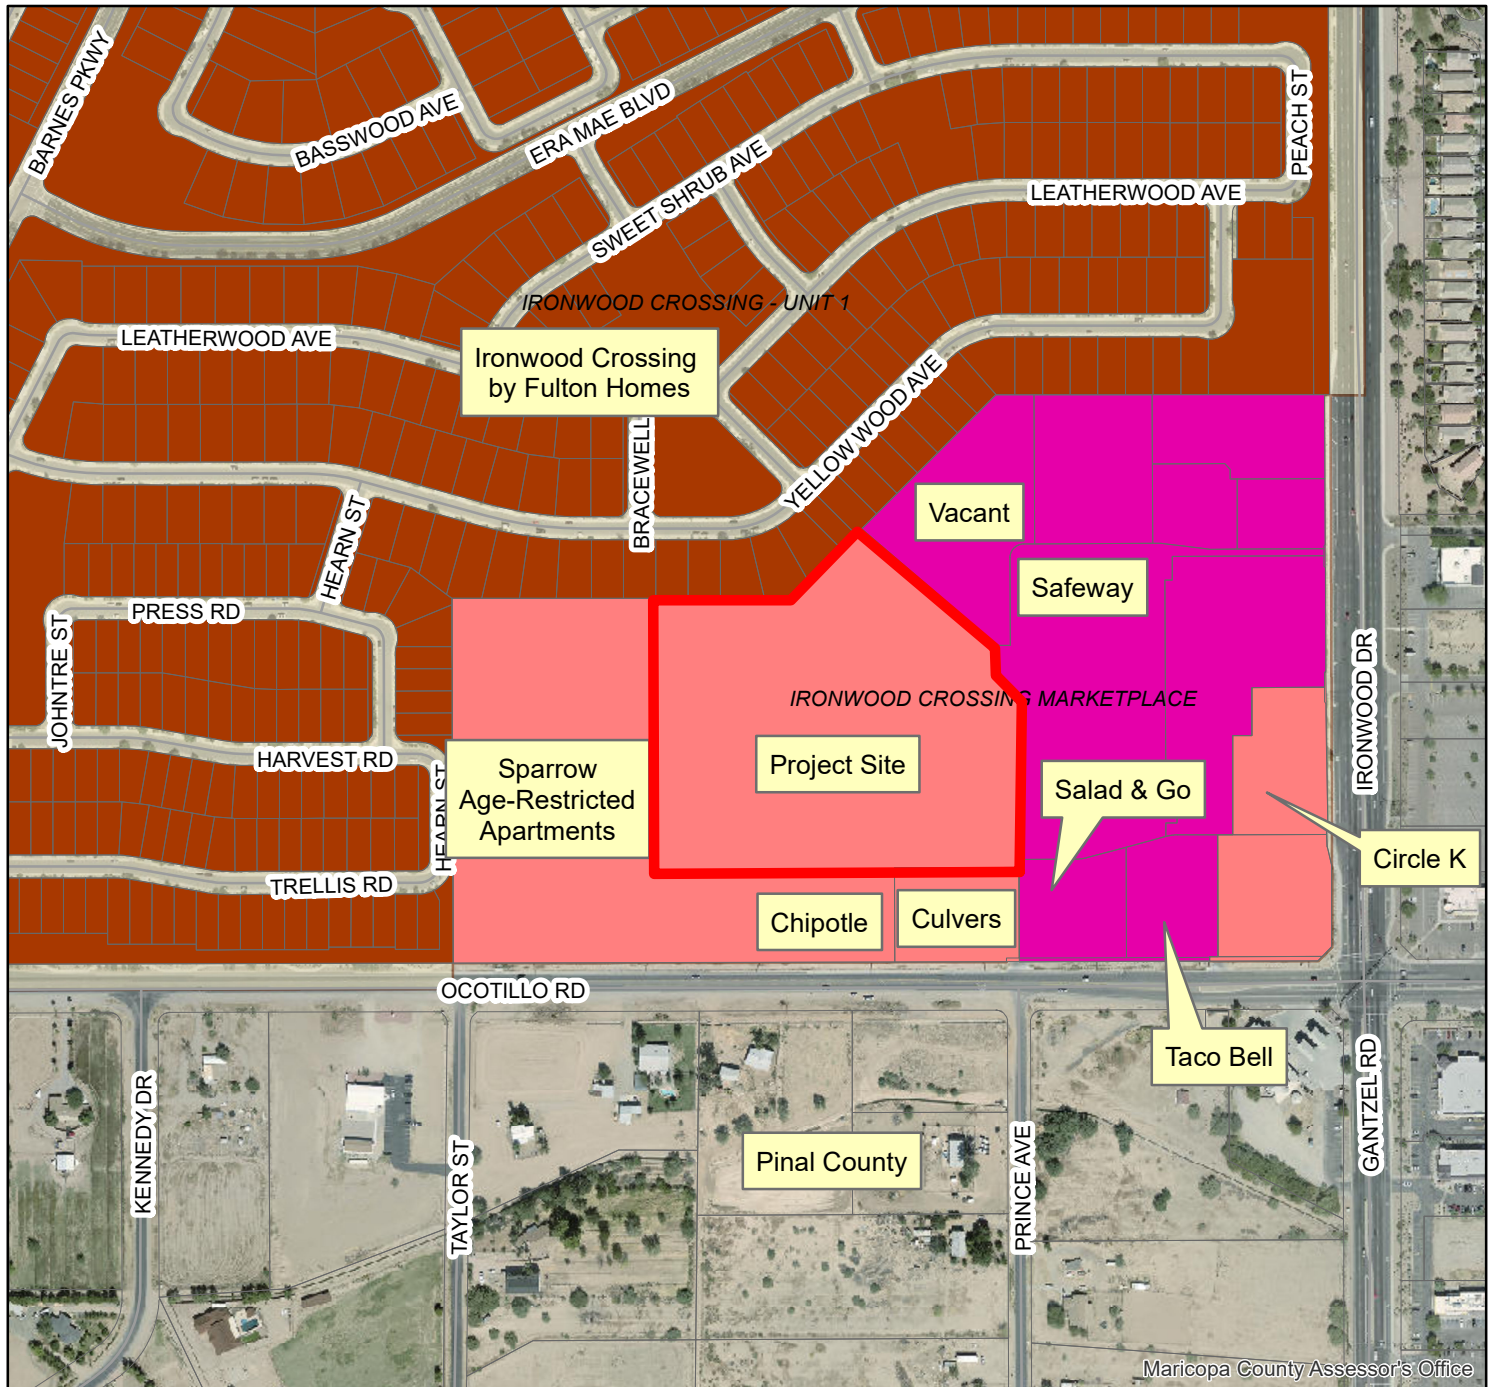 BARNES PKWY
BASSWOOD AVE
ERA MAE BLVD
PEACH ST
SWEET SHRUB AVE
LEATHERWOOD AVE
IRONWOOD CROSSING - UNIT 1
LEATHERWOOD AVE
Ironwood Crossing
by Fulton Homes
YELLOW WOOD AVE
BRACEWELL
HEARN ST
Vacant
Safeway
PRESS RD
JOHNTRE ST
IRONWOOD DR
IRONWOOD CROSSING MARKETPLACE
HARVEST RD
Sparrow
Age-Restricted
Apartments
HEARN ST
Project Site
Salad & Go
Circle K
TRELLIS RD
Chipotle
Culvers
OCOTILLO RD
Taco Bell
GANTZEL RD
KENNEDY DR
TAYLOR ST
Pinal County
PRINCE AVE
Maricopa County Assessor's Office